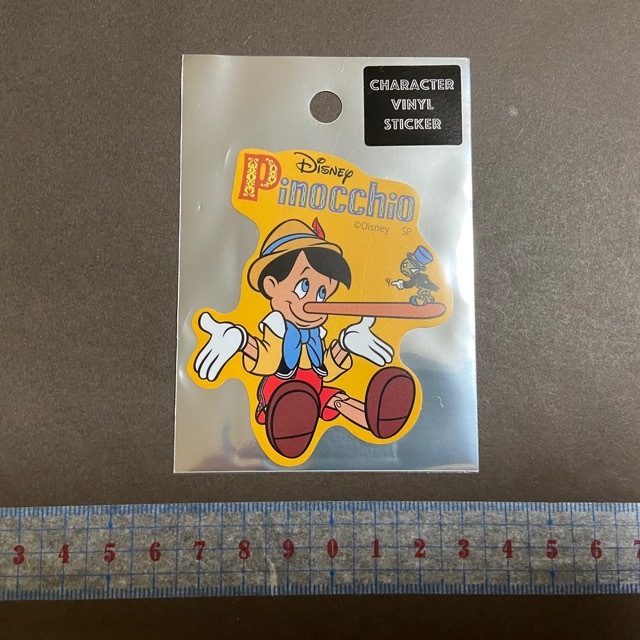 CHARACTER
VINYL
STICKER
Disney
Pinocchio
©Disney SP
3 4 5 6 7 8 9 0 1 2 3 4 5 6 7